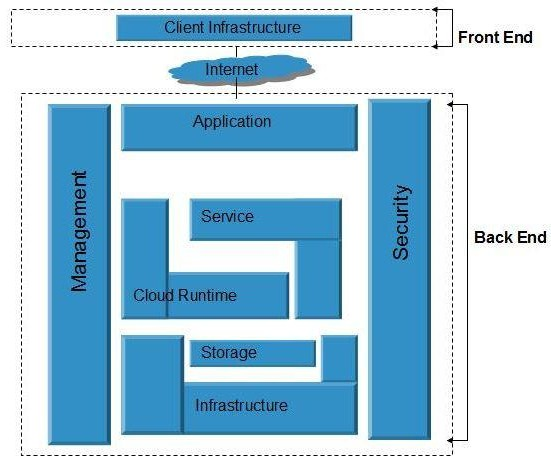 Client Infrastructure
Front End
Internet
Application
Management
Security
Service
Back End
Cloud Runtime
Storage
Infrastructure